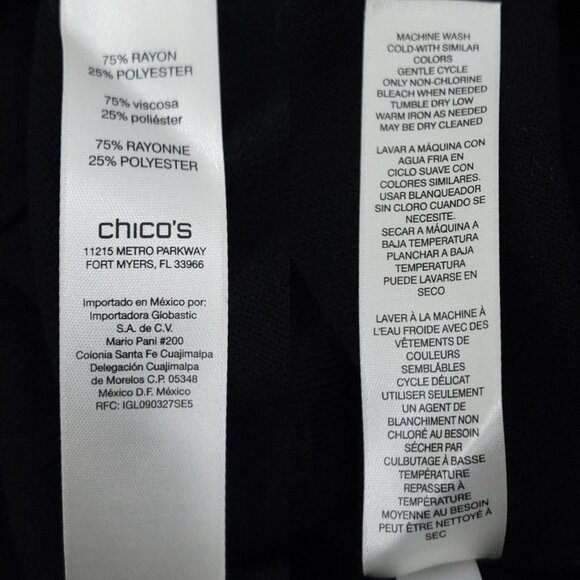 75% RAYON
25% POLYESTER
75% viscosa
25% poliéster
75% RAYONNE
25% POLYESTER
chico's
11215 METRO PARKWAY
FORT MYERS, FL 33966
Importado en México por:
Importadora Globastic
S.A. de C.V.
Mario Pani #200
Colonia Santa Fe Cuajimalpa
Delegación Cuajimalpa
de Morelos C.P. 05348
México D.F. México
RFC: IGL090327SE5
MACHINE WASH
COLD-WITH SIMILAR
COLORS
GENTLE CYCLE
ONLY NON-CHLORINE
BLEACH WHEN NEEDED
TUMBLE DRY LOW
WARM IRON AS NEEDED
MAY BE DRY CLEANED
LAVAR A MÁQUINA CON
AGUA FRIA EN
CICLO SUAVE CON
COLORES SIMILARES.
USAR BLANQUEADOR
SIN CLORO CUANDO SE
NECESITE.
SECAR A MÁQUINA A
BAJA TEMPERATURA
PLANCHAR A BAJA
TEMPERATURA
PUEDE LAVARSE EN
SECO
LAVER À LA MACHINE À
L'EAU FROIDE AVEC DES
VÊTEMENTS DE
COULEURS
SEMBLÂBLES
CYCLE DÉLICAT
UTILISER SEULEMENT
UN AGENT DE
BLANCHIMENT NON
CHLORÉ AU BESOIN
SÉCHER PAR
CULBUTAGE À BASSE
TEMPÉRATURE
REPASSER À
TEMPÉRATURE
MOYENNE AU BESOIN
PEUT ÊTRE NETTOYÉ À
SEC